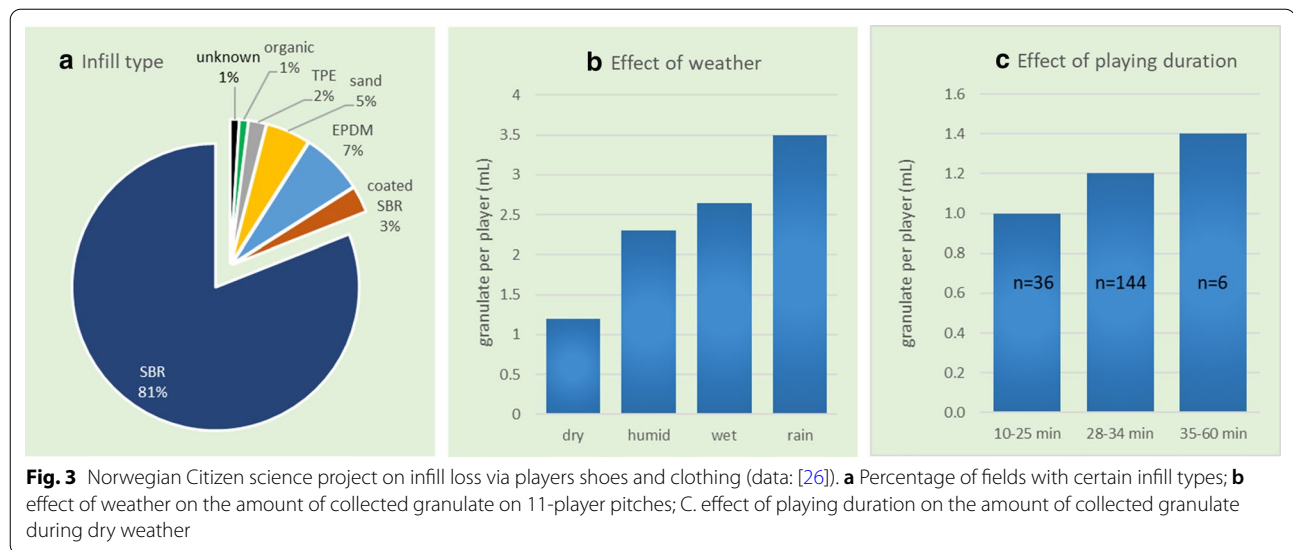 a Infill type
unknown
1%
organic
1%
TPE
2%
sand
5%
EPDM
7%
coated
SBR
3%
SBR
81%
b Effect of weather
granulate per player (mL)
4
3.5
3
2.5
2
1.5
1
0.5
0
dry humid wet rain
c Effect of playing duration
granulate per player (mL)
1.6
1.4
1.2
1.0
0.8
0.6
0.4
0.2
0.0
n=36 n=144 n=6
10-25 min 28-34 min 35-60 min
Fig. 3 Norwegian Citizen science project on infill loss via players shoes and clothing (data: [26]). a Percentage of fields with certain infill types; b
effect of weather on the amount of collected granulate on 11-player pitches; C. effect of playing duration on the amount of collected granulate
during dry weather